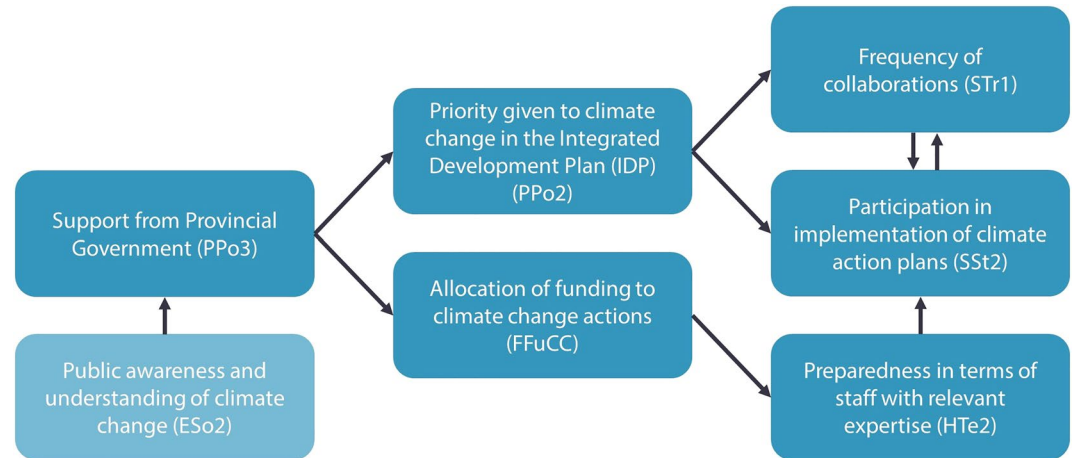 Support from Provincial
Government (PPo3)
Public awareness and
understanding of climate
change (ESo2)
Priority given to climate
change in the Integrated
Development Plan (IDP)
(PPo2)
Allocation of funding to
climate change actions
(FFuCC)
Frequency of
collaborations (STr1)
Participation in
implementation of climate
action plans (SSt2)
Preparedness in terms of
staff with relevant
expertise (HTe2)